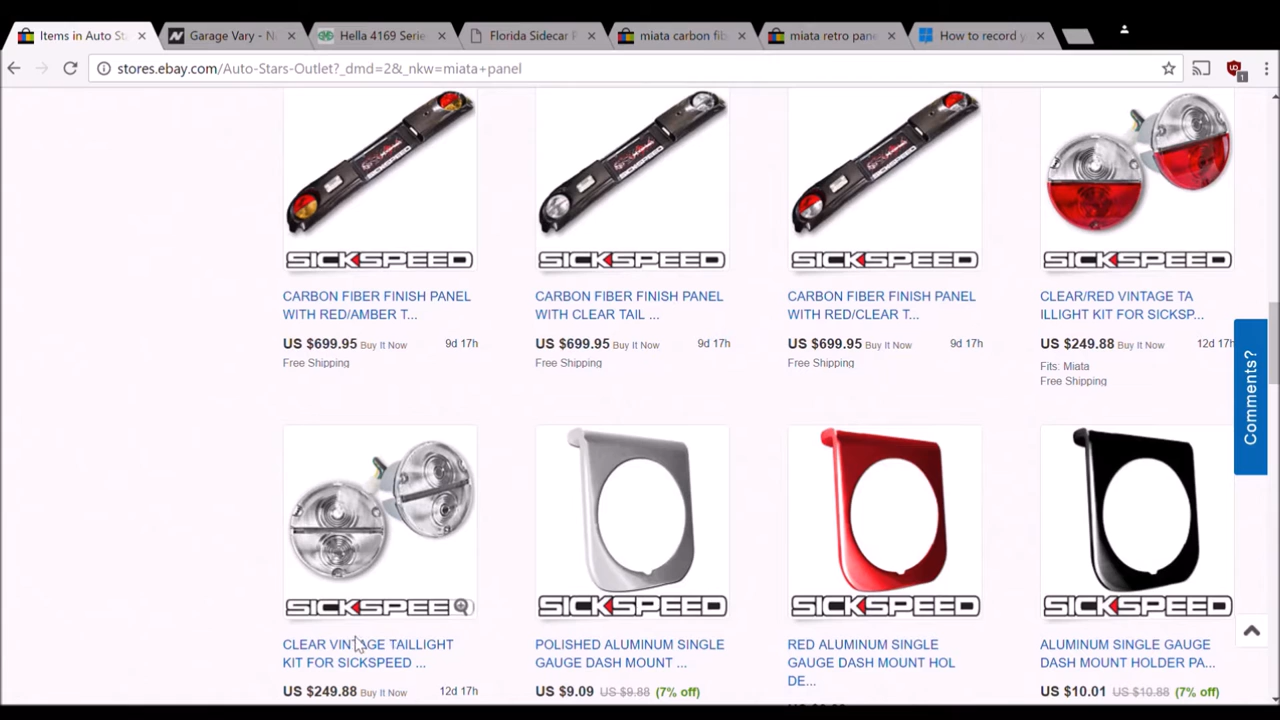 Items in Auto Sta
Garage Vary - N
Hella 4169 Serie
Florida Sidecar
miata carbon fib
miata retro pane
How to record y
stores.ebay.com/Auto-Stars-Outlet?_dmd=2&_nkw=miata+panel
1
SICKSPEED
SICKSPEED
SICKSPEED
SICKSPEED
CARBON FIBER FINISH PANEL
WITH RED/AMBER T...
US $699.95 Buy It Now 9d 17h
Free Shipping
CARBON FIBER FINISH PANEL
WITH CLEAR TAIL ...
US $699.95 Buy It Now 9d 17h
Free Shipping
CARBON FIBER FINISH PANEL
WITH RED/CLEAR T...
US $699.95 Buy It Now 9d 17h
Free Shipping
CLEAR/RED VINTAGE TA
ILLIGHT KIT FOR SICKSP...
US $249.88 Buy It Now 12d 17h
Fits: Miata
Free Shipping
Comments?
SICKSPEE
SICKSPEED
SICKSPEED
SICKSPEED
CLEAR VINTAGE TAILLIGHT
KIT FOR SICKSPEED ...
US $249.88 Buy It Now 12d 17h
POLISHED ALUMINUM SINGLE
GAUGE DASH MOUNT ...
US $9.09 US $9.88 (7% off)
RED ALUMINUM SINGLE
GAUGE DASH MOUNT HOL
DE...
ALUMINUM SINGLE GAUGE
DASH MOUNT HOLDER PA...
US $10.01 US $10.88 (7% off)